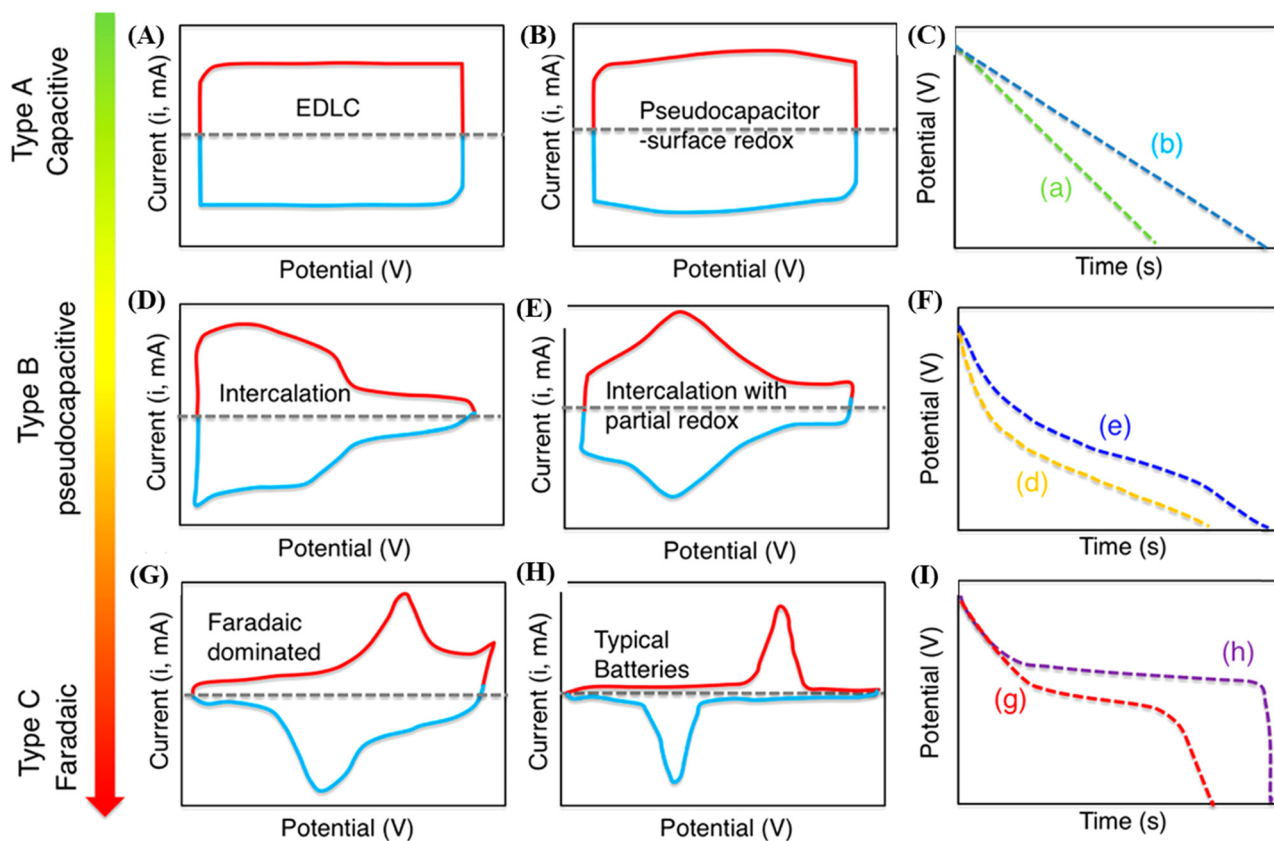 Type A
Capacitive
(A)
Current (i, mA)
EDLC
Potential (V)
(B)
Current (i, mA)
Pseudocapacitor
-surface redox
Potential (V)
(C)
Potential (V)
(a)
(b)
Time (s)
Type B
pseudocapacitive
(D)
Current (i, mA)
Intercalation
Potential (V)
(E)
Current (i, mA)
Intercalation with
partial redox
Potential (V)
(F)
Potential (V)
(e)
(d)
Time (s)
Type C
Faradaic
(G)
Current (i, mA)
Faradaic
dominated
Potential (V)
(H)
Current (i, mA)
Typical
Batteries
Potential (V)
(I)
Potential (V)
(h)
(g)
Time (s)